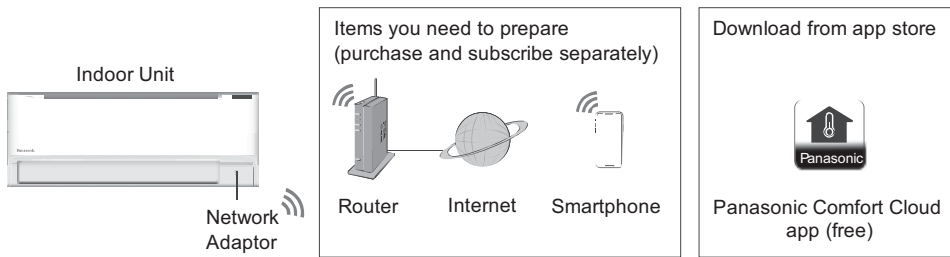 Indoor Unit
Panasonic
Network
Adaptor
Items you need to prepare
(purchase and subscribe separately)
Router
Internet
Smartphone
Download from app store
Panasonic
Panasonic Comfort Cloud
app (free)